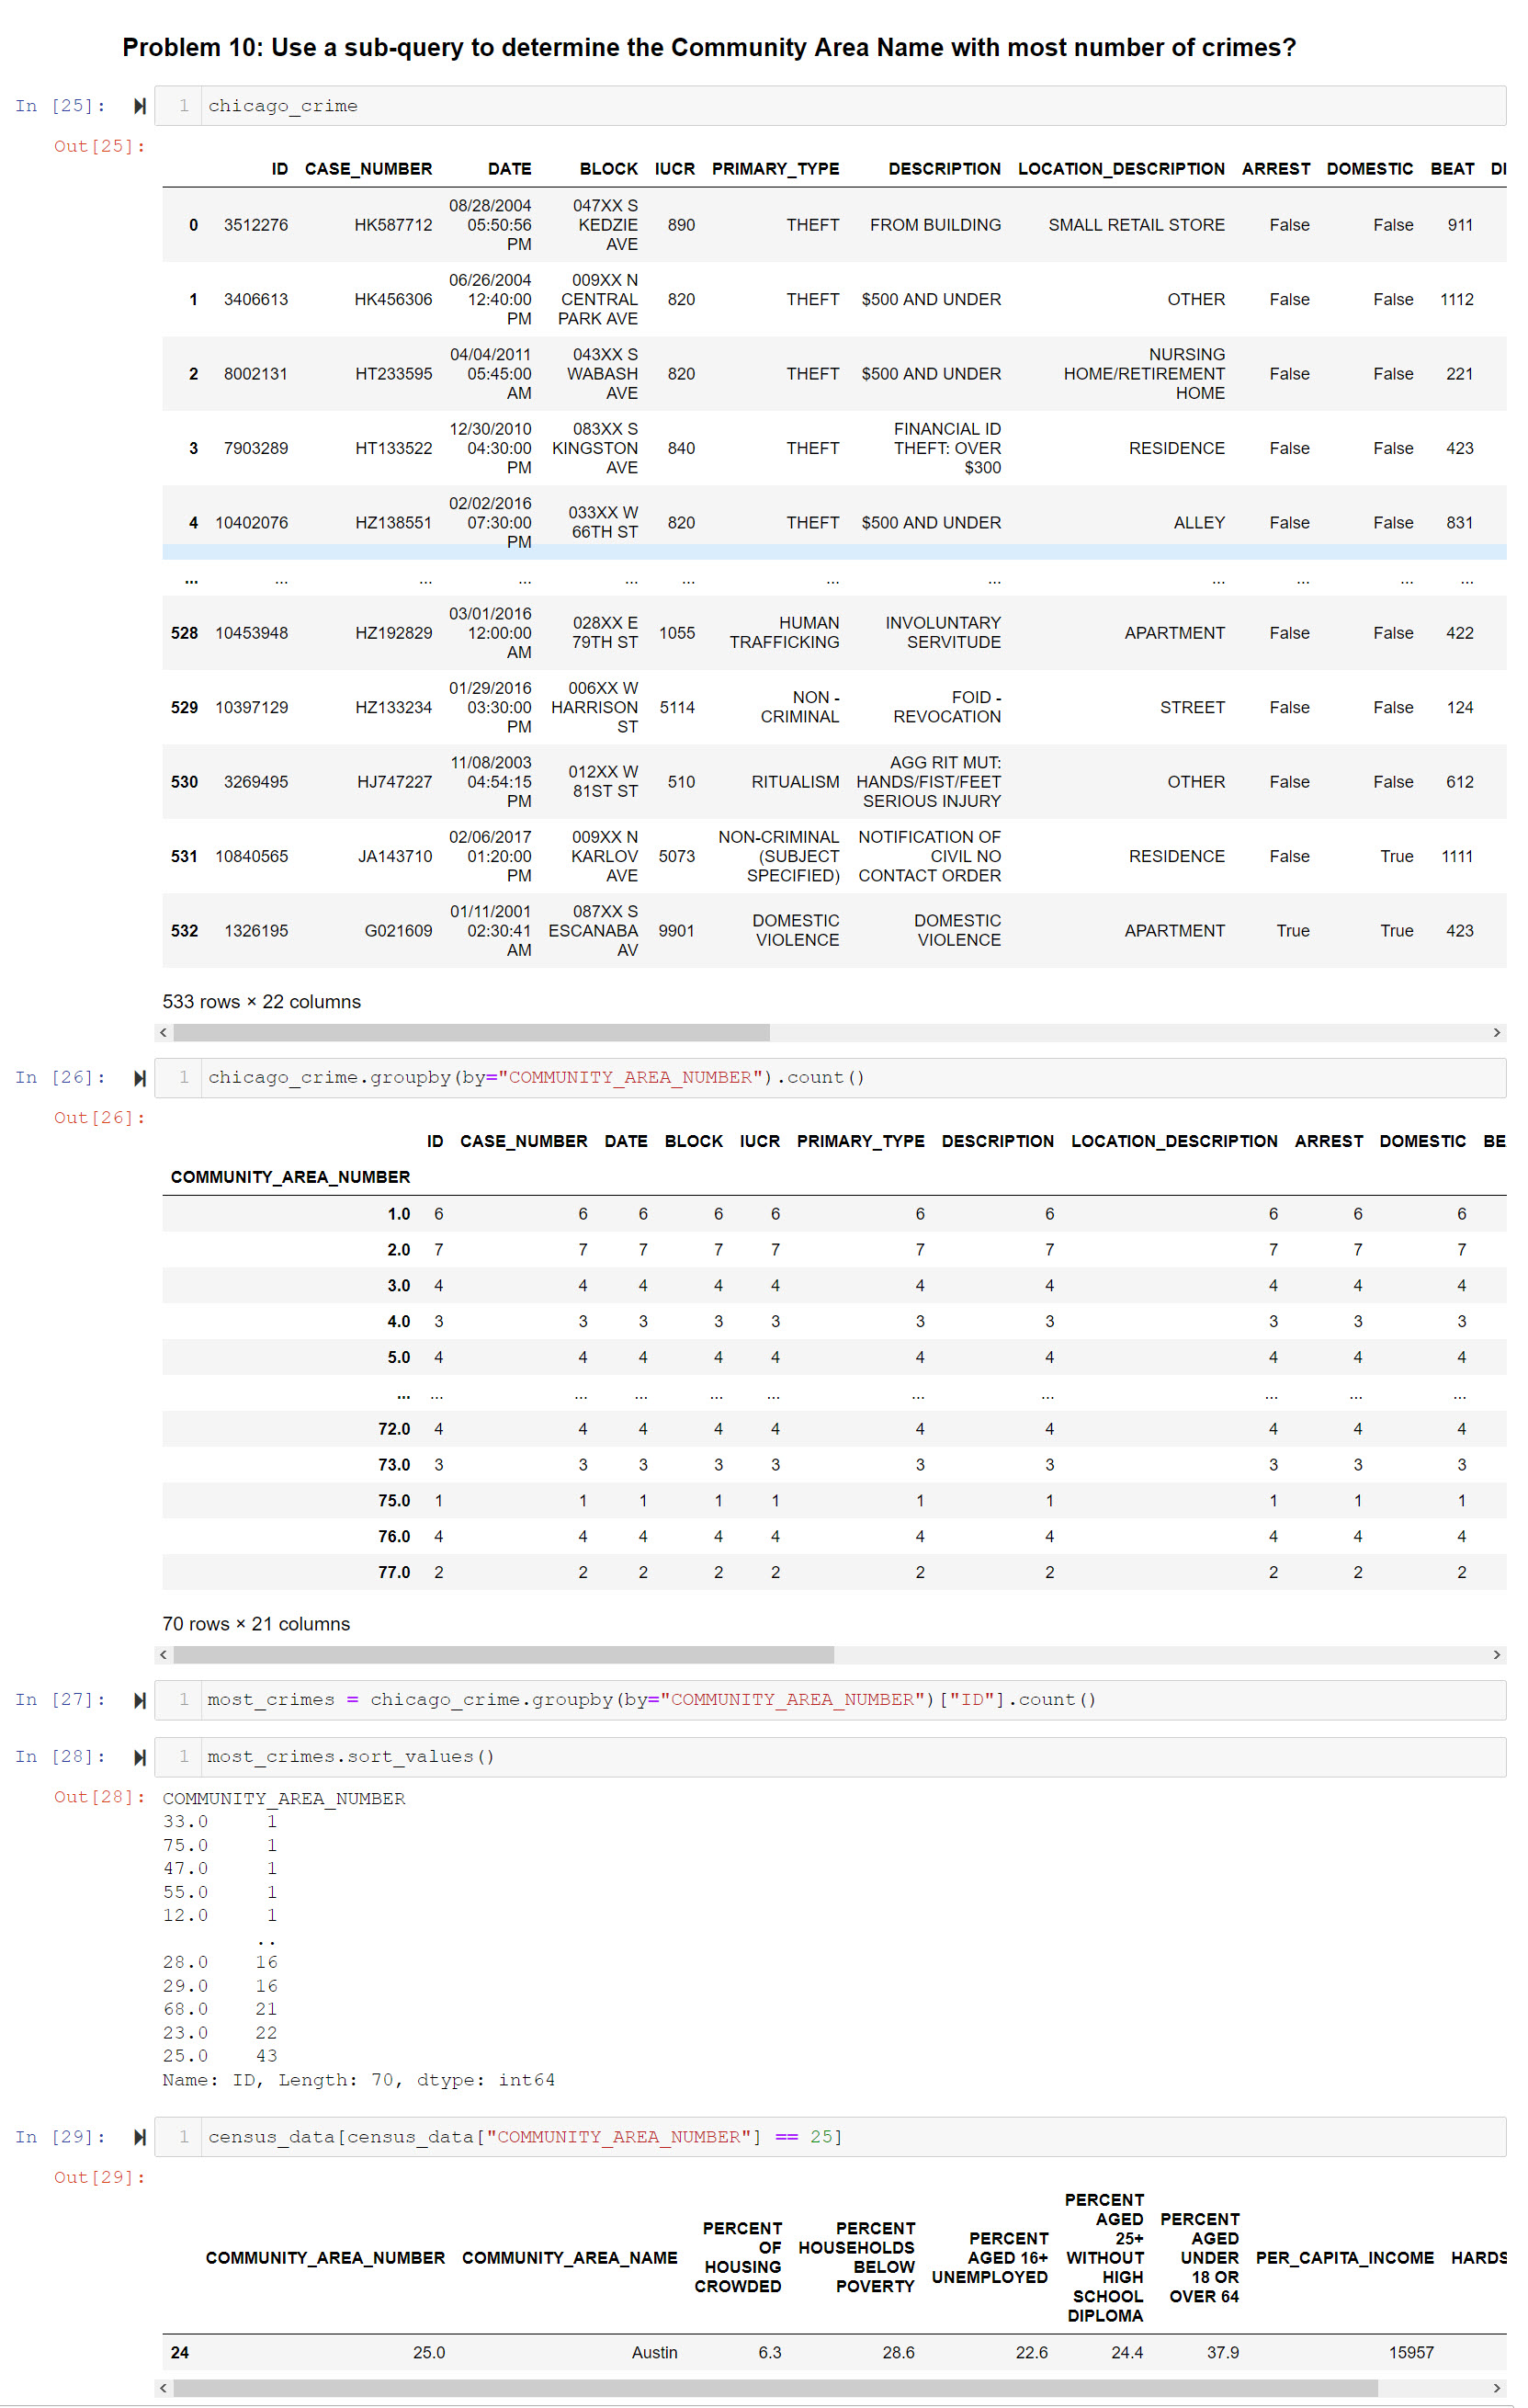 Problem 10: Use a sub-query to determine the Community Area Name with most number of crimes?
In [25]: 1 chicago_crime
Out[25]:
ID CASE_NUMBER DATE BLOCK IUCR PRIMARY_TYPE DESCRIPTION LOCATION_DESCRIPTION ARREST DOMESTIC BEAT DI
0 3512276 HK587712 08/28/2004 05:50:56 PM 047XX S KEDZIE AVE 890 THEFT FROM BUILDING SMALL RETAIL STORE False False 911
1 3406613 HK456306 06/26/2004 12:40:00 PM 009XX N CENTRAL PARK AVE 820 THEFT $500 AND UNDER OTHER False False 1112
2 8002131 HT233595 04/04/2011 05:45:00 AM 043XX S WABASH AVE 820 THEFT $500 AND UNDER NURSING HOME/RETIREMENT HOME False False 221
3 7903289 HT133522 12/30/2010 04:30:00 PM 083XX S KINGSTON AVE 840 THEFT FINANCIAL ID THEFT: OVER $300 RESIDENCE False False 423
4 10402076 HZ138551 02/02/2016 07:30:00 PM 033XX W 66TH ST 820 THEFT $500 AND UNDER ALLEY False False 831
... ... ... ... ... ... ... ... ... ... ... ...
528 10453948 HZ192829 03/01/2016 12:00:00 AM 028XX E 79TH ST 1055 HUMAN TRAFFICKING INVOLUNTARY SERVITUDE APARTMENT False False 422
529 10397129 HZ133234 01/29/2016 03:30:00 PM 006XX W HARRISON ST 5114 NON - CRIMINAL FOID - REVOCATION STREET False False 124
530 3269495 HJ747227 11/08/2003 04:54:15 PM 012XX W 81ST ST 510 RITUALISM AGG RIT MUT: HANDS/FIST/FEET SERIOUS INJURY OTHER False False 612
531 10840565 JA143710 02/06/2017 01:20:00 PM 009XX N KARLOV AVE 5073 NON-CRIMINAL (SUBJECT SPECIFIED) NOTIFICATION OF CIVIL NO CONTACT ORDER RESIDENCE False True 1111
532 1326195 G021609 01/11/2001 02:30:41 AM 087XX S ESCANABA AV 9901 DOMESTIC VIOLENCE DOMESTIC VIOLENCE APARTMENT True True 423
533 rows × 22 columns
In [26]: 1 chicago_crime.groupby(by="COMMUNITY_AREA_NUMBER").count()
Out[26]:
ID CASE_NUMBER DATE BLOCK IUCR PRIMARY_TYPE DESCRIPTION LOCATION_DESCRIPTION ARREST DOMESTIC BE
COMMUNITY_AREA_NUMBER
1.0 6 6 6 6 6 6 6 6 6 6
2.0 7 7 7 7 7 7 7 7 7 7
3.0 4 4 4 4 4 4 4 4 4 4
4.0 3 3 3 3 3 3 3 3 3 3
5.0 4 4 4 4 4 4 4 4 4 4
... ... ... ... ... ... ... ... ... ... ...
72.0 4 4 4 4 4 4 4 4 4 4
73.0 3 3 3 3 3 3 3 3 3 3
75.0 1 1 1 1 1 1 1 1 1 1
76.0 4 4 4 4 4 4 4 4 4 4
77.0 2 2 2 2 2 2 2 2 2 2
70 rows × 21 columns
In [27]: 1 most_crimes = chicago_crime.groupby(by="COMMUNITY_AREA_NUMBER")["ID"].count()
In [28]: 1 most_crimes.sort_values()
Out[28]: COMMUNITY_AREA_NUMBER
33.0 1
75.0 1
47.0 1
55.0 1
12.0 1
..
28.0 16
29.0 16
68.0 21
23.0 22
25.0 43
Name: ID, Length: 70, dtype: int64
In [29]: 1 census_data[census_data["COMMUNITY_AREA_NUMBER"] == 25]
Out[29]:
COMMUNITY_AREA_NUMBER COMMUNITY_AREA_NAME PERCENT OF HOUSING CROWDED PERCENT HOUSEHOLDS BELOW POVERTY PERCENT AGED 16+ UNEMPLOYED PERCENT AGED 25+ WITHOUT HIGH SCHOOL DIPLOMA PERCENT AGED UNDER 18 OR OVER 64 PER_CAPITA_INCOME HARDS
24 25.0 Austin 6.3 28.6 22.6 24.4 37.9 15957